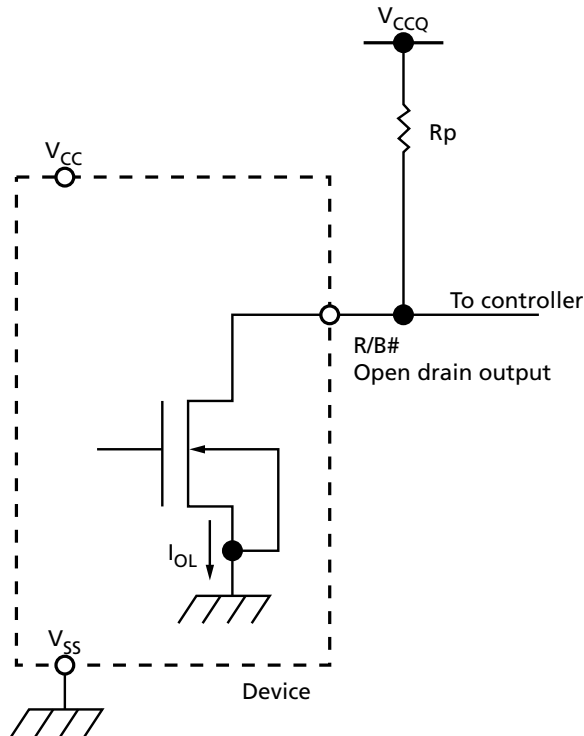 VCCQ
Rp
VCC
To controller
R/B#
Open drain output
IOL
VSS
Device